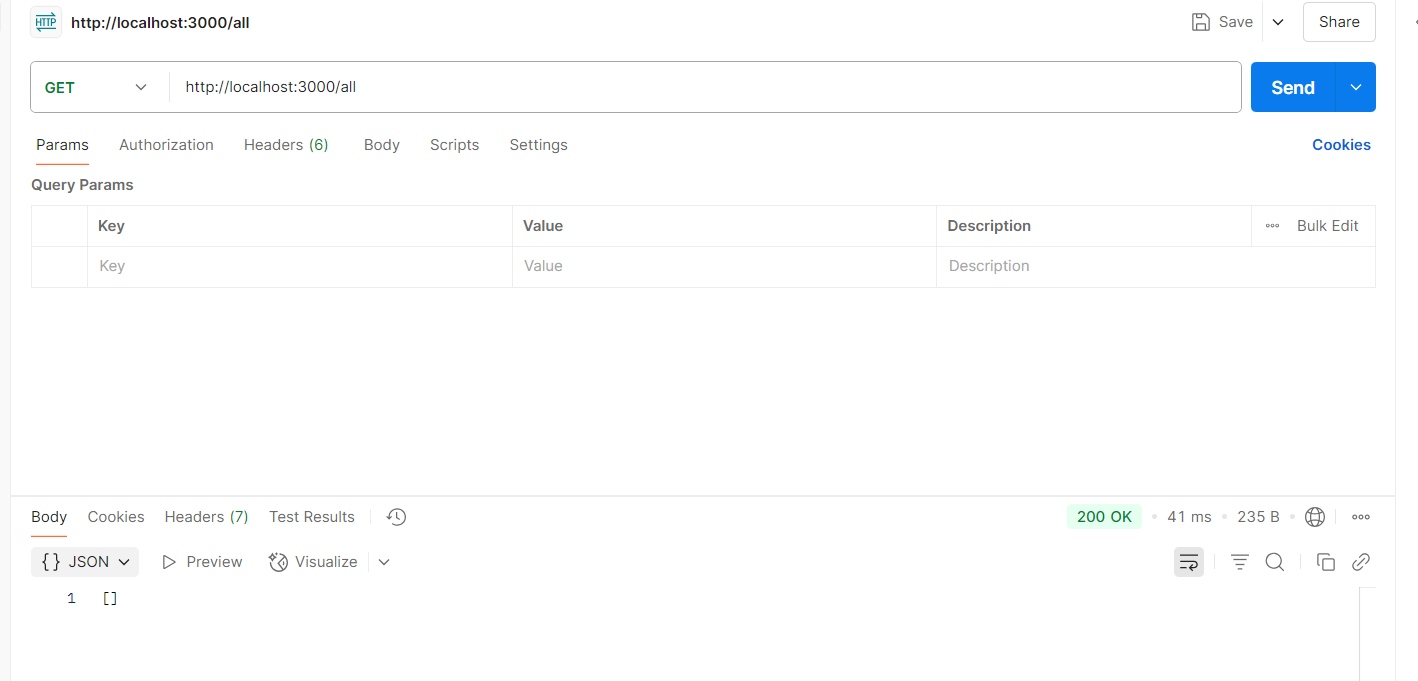 HTTP http://localhost:3000/all Save Share
GET http://localhost:3000/all Send
Params Authorization Headers (6) Body Scripts Settings Cookies
Query Params
Key Value Description Bulk Edit
Key Value Description
Body Cookies Headers (7) Test Results 200 OK • 41 ms • 235 B •
{} JSON Preview Visualize
1 []